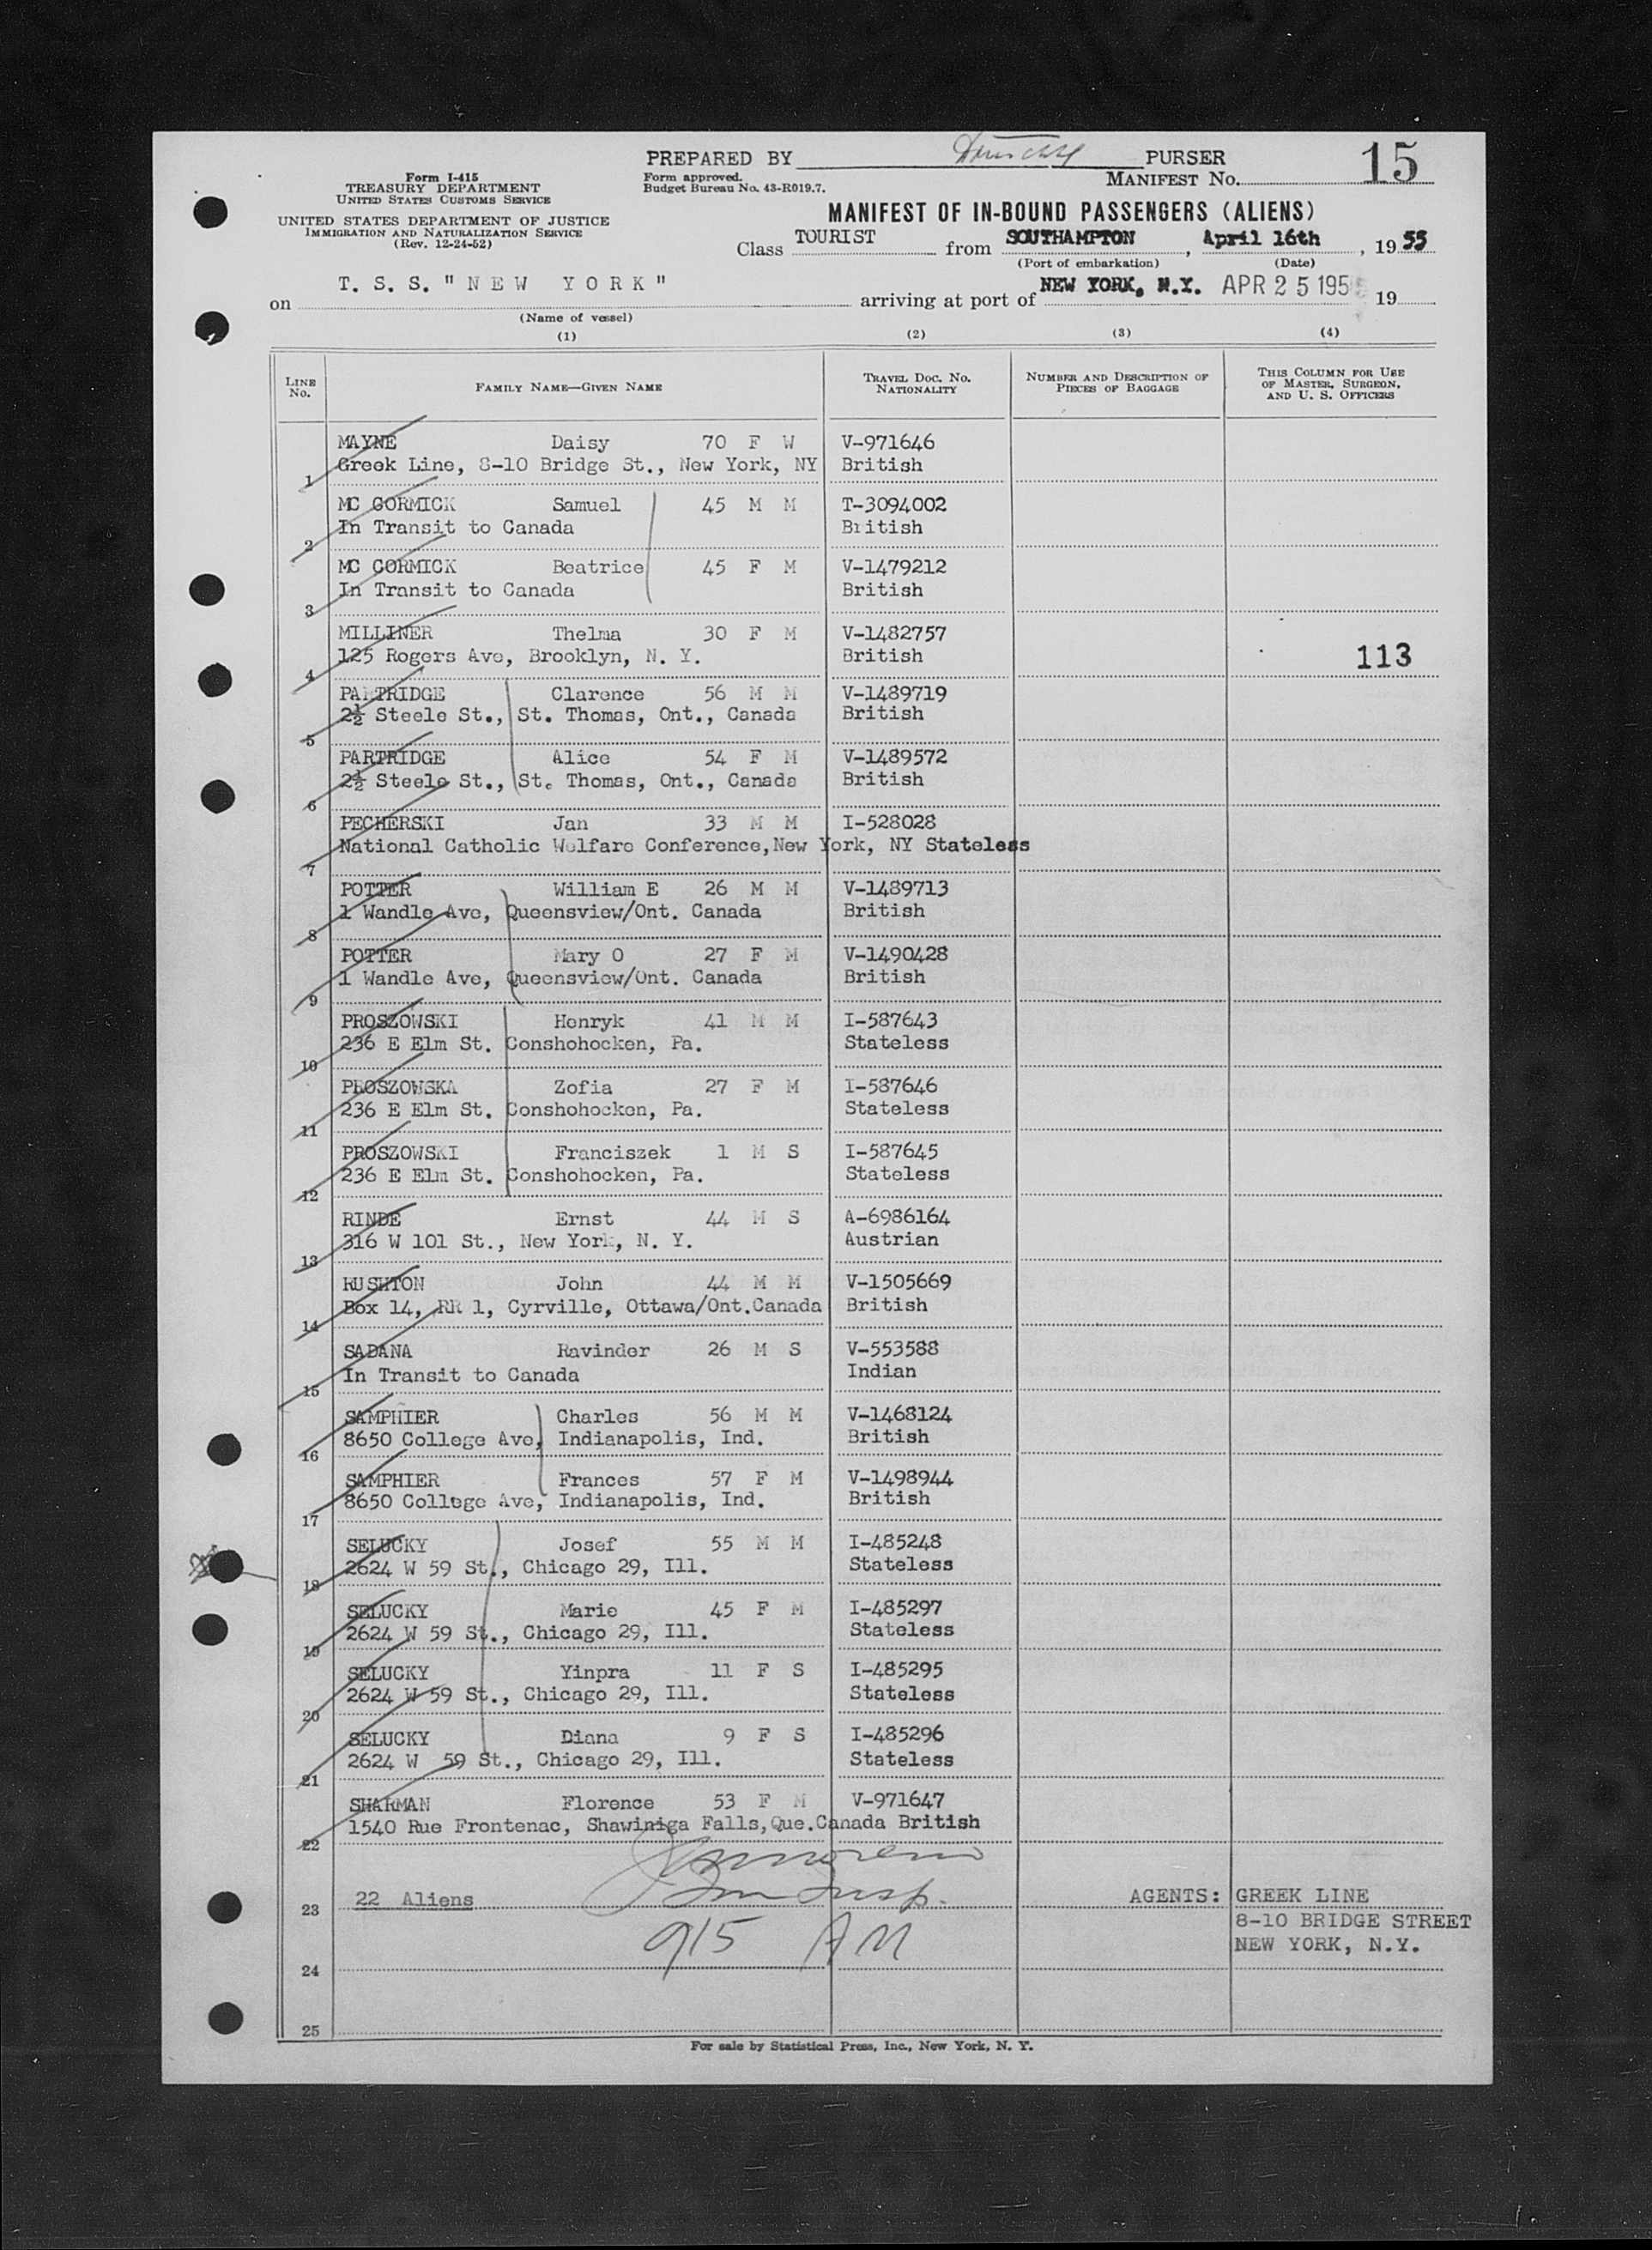 PREPARED BY PURSER 15
Form I-415
TREASURY DEPARTMENT
UNITED STATES CUSTOMS SERVICE
UNITED STATES DEPARTMENT OF JUSTICE
IMMIGRATION AND NATURALIZATION SERVICE
(Rev. 12-24-52)
Form approved.
Budget Bureau No. 43-R019.7.
MANIFEST NO.
MANIFEST OF IN-BOUND PASSENGERS (ALIENS)
Class TOURIST from SOUTHAMPTON, April 16th, 1955
(Port of embarkation) (Date)
on T. S. S. "NEW YORK" arriving at port of NEW YORK, N.Y. APR 25 195 19
(Name of vessel)
(1) (2) (3) (4)
LINE NO. FAMILY NAME—GIVEN NAME TRAVEL DOC. NO. NATIONALITY NUMBER AND DESCRIPTION OF PIECES OF BAGGAGE THIS COLUMN FOR USE OF MASTER, SURGEON, AND U. S. OFFICERS
MAYNE Daisy 70 F W V-971646
1 Greek Line, 8-10 Bridge St., New York, NY British
MC CORMICK Samuel 45 M M T-3094002
2 In Transit to Canada British
MC CORMICK Beatrice 45 F M V-1479212
3 In Transit to Canada British
MILLINER Thelma 30 F M V-1482757
4 125 Rogers Ave, Brooklyn, N. Y. British 113
PARTRIDGE Clarence 56 M M V-1489719
5 2½ Steele St., St. Thomas, Ont., Canada British
PARTRIDGE Alice 54 F M V-1489572
6 2½ Steele St., St. Thomas, Ont., Canada British
PECHERSKI Jan 33 M M I-528028
7 National Catholic Welfare Conference, New York, NY Stateless
POTTER William E 26 M M V-1489713
8 1 Wandle Ave, Queensview/Ont. Canada British
POTTER Mary O 27 F M V-1490428
9 1 Wandle Ave, Queensview/Ont. Canada British
PROSZOWSKI Henryk 41 M M I-587643
10 236 E Elm St. Conshohocken, Pa. Stateless
PROSZOWSKA Zofia 27 F M I-587646
11 236 E Elm St. Conshohocken, Pa. Stateless
PROSZOWSKI Franciszek 1 M S I-587645
12 236 E Elm St. Conshohocken, Pa. Stateless
RINDE Ernst 44 M S A-6986164
13 316 W 101 St., New York, N. Y. Austrian
RUSHTON John 44 M M V-1505669
14 Box 14, RR 1, Cyrville, Ottawa/Ont.Canada British
SADANA Ravinder 26 M S V-553588
15 In Transit to Canada Indian
SAMPHIER Charles 56 M M V-1468124
16 8650 College Ave, Indianapolis, Ind. British
SAMPHIER Frances 57 F M V-1498944
17 8650 College Ave, Indianapolis, Ind. British
SELUCKY Josef 55 M M I-485248
18 2624 W 59 St., Chicago 29, Ill. Stateless
SELUCKY Marie 45 F M I-485297
19 2624 W 59 St., Chicago 29, Ill. Stateless
SELUCKY Yinpra 11 F S I-485295
20 2624 W 59 St., Chicago 29, Ill. Stateless
SELUCKY Diana 9 F S I-485296
21 2624 W 59 St., Chicago 29, Ill. Stateless
SHARMAN Florence 53 F M V-971647
22 1540 Rue Frontenac, Shawiniga Falls, Que.Canada British
Imm Insp.
23 22 Aliens AGENTS: GREEK LINE
8-10 BRIDGE STREET
915 AM NEW YORK, N.Y.
24
25
For sale by Statistical Press, Inc., New York, N. Y.